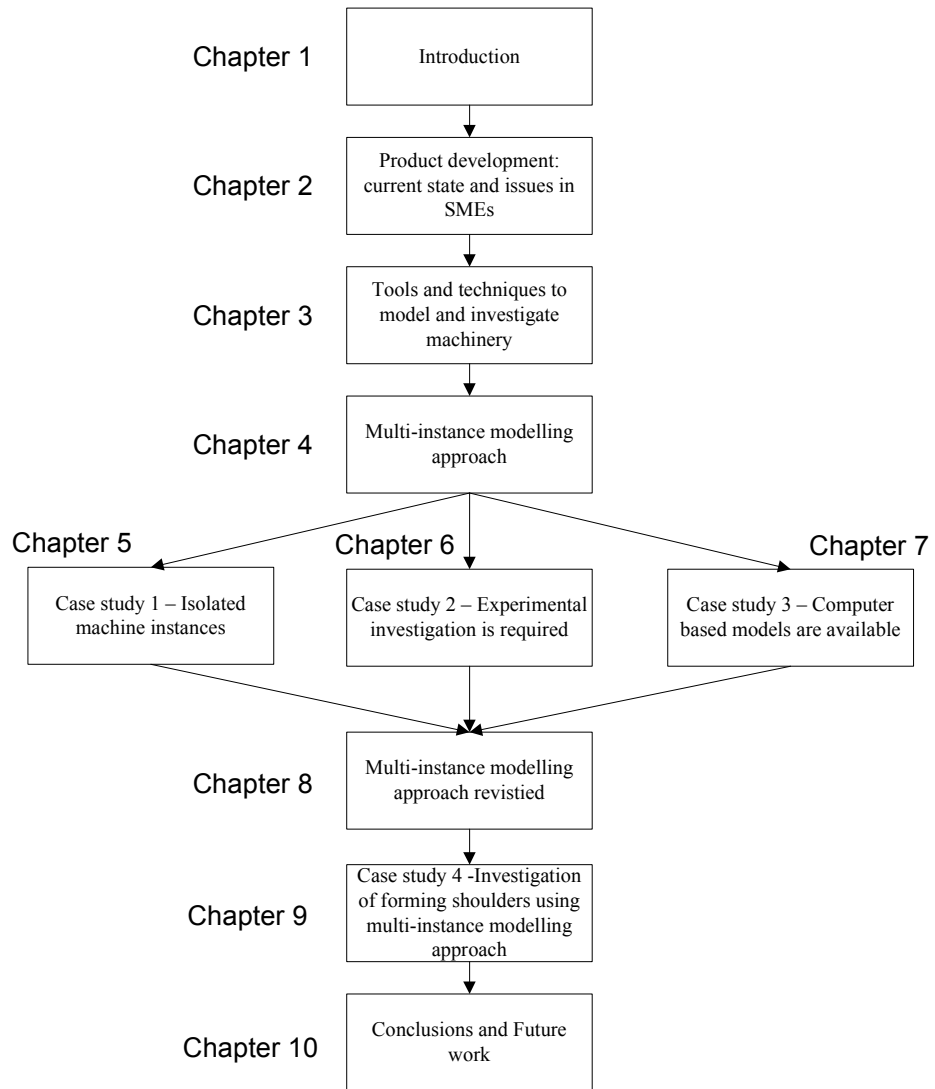 Chapter 1
Introduction
Chapter 2
Product development:
current state and issues in
SMEs
Chapter 3
Tools and techniques to
model and investigate
machinery
Chapter 4
Multi-instance modelling
approach
Chapter 5
Case study 1 – Isolated
machine instances
Chapter 6
Case study 2 – Experimental
investigation is required
Chapter 7
Case study 3 – Computer
based models are available
Chapter 8
Multi-instance modelling
approach revistied
Chapter 9
Case study 4 -Investigation
of forming shoulders using
multi-instance modelling
approach
Chapter 10
Conclusions and Future
work